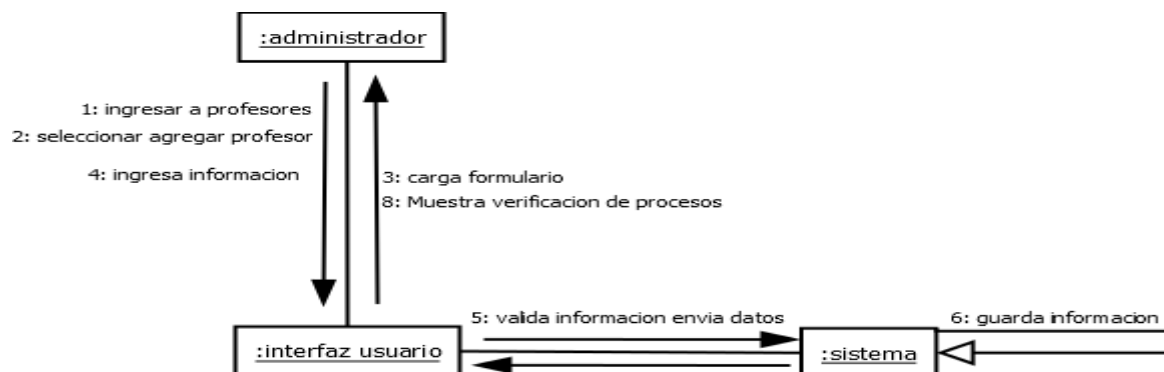 :administrador
1: ingresar a profesores
2: seleccionar agregar profesor
4: ingresa informacion
3: carga formulario
8: Muestra verificacion de procesos
5: valida informacion envia datos
6: guarda informacion
:interfaz usuario
:sistema